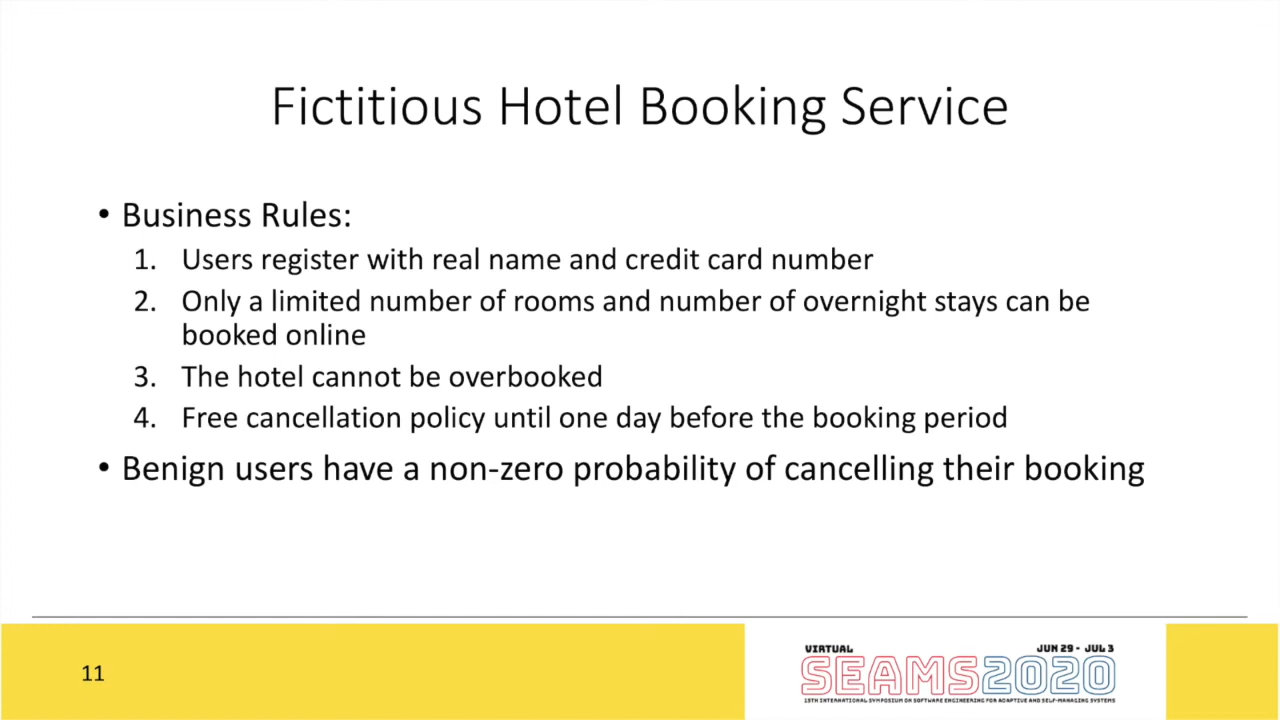 Fictitious Hotel Booking Service
• Business Rules:
1. Users register with real name and credit card number
2. Only a limited number of rooms and number of overnight stays can be
booked online
3. The hotel cannot be overbooked
4. Free cancellation policy until one day before the booking period
• Benign users have a non-zero probability of cancelling their booking
11
VIRTUAL JUN 29 - JUL 3
SEAMS2020
15TH INTERNATIONAL SYMPOSIUM ON SOFTWARE ENGINEERING FOR ADAPTIVE AND SELF-MANAGING SYSTEMS